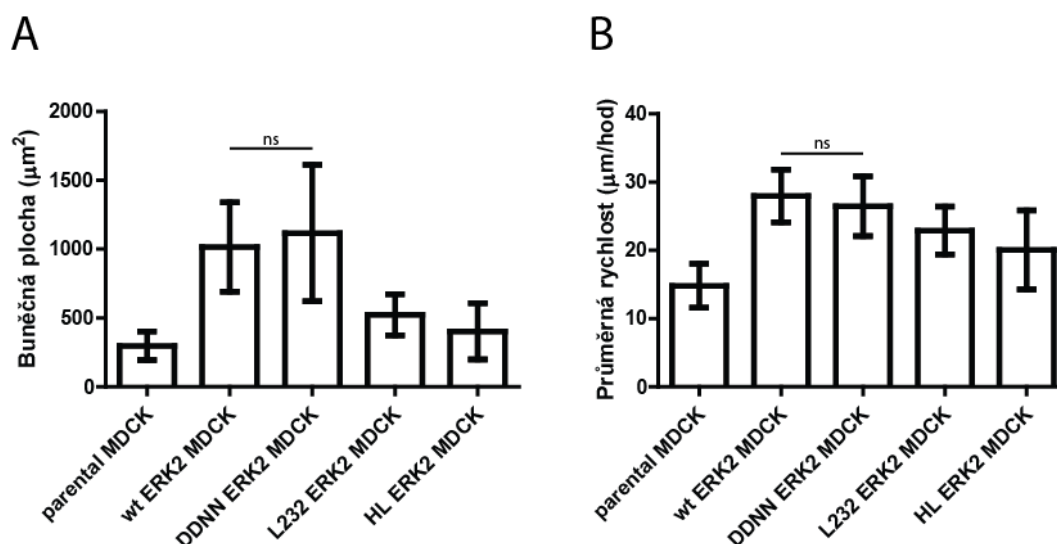 A
Buněčná plocha (μm²)
2000
1500
1000
500
0
ns
parental MDCK
wt ERK2 MDCK
DDNN ERK2 MDCK
L232 ERK2 MDCK
HL ERK2 MDCK
B
Průměrná rychlost (μm/hod)
40
30
20
10
0
ns
parental MDCK
wt ERK2 MDCK
DDNN ERK2 MDCK
L232 ERK2 MDCK
HL ERK2 MDCK